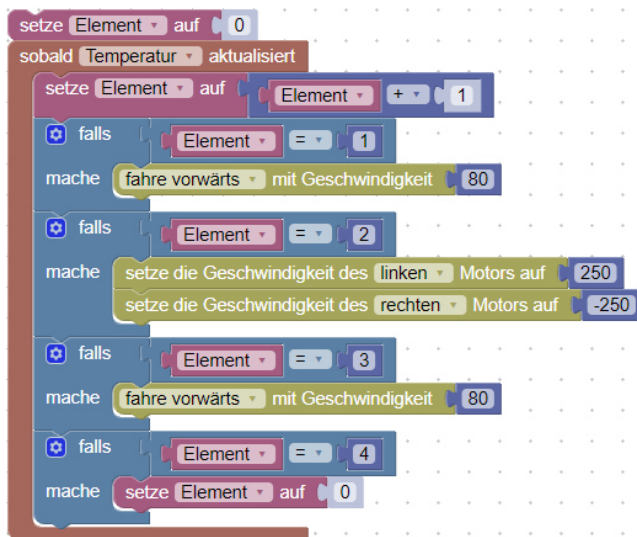 setze Element auf 0
sobald Temperatur aktualisiert
setze Element auf Element + 1
falls Element = 1
mache fahre vorwärts mit Geschwindigkeit 80
falls Element = 2
mache setze die Geschwindigkeit des linken Motors auf 250
setze die Geschwindigkeit des rechten Motors auf -250
falls Element = 3
mache fahre vorwärts mit Geschwindigkeit 80
falls Element = 4
mache setze Element auf 0